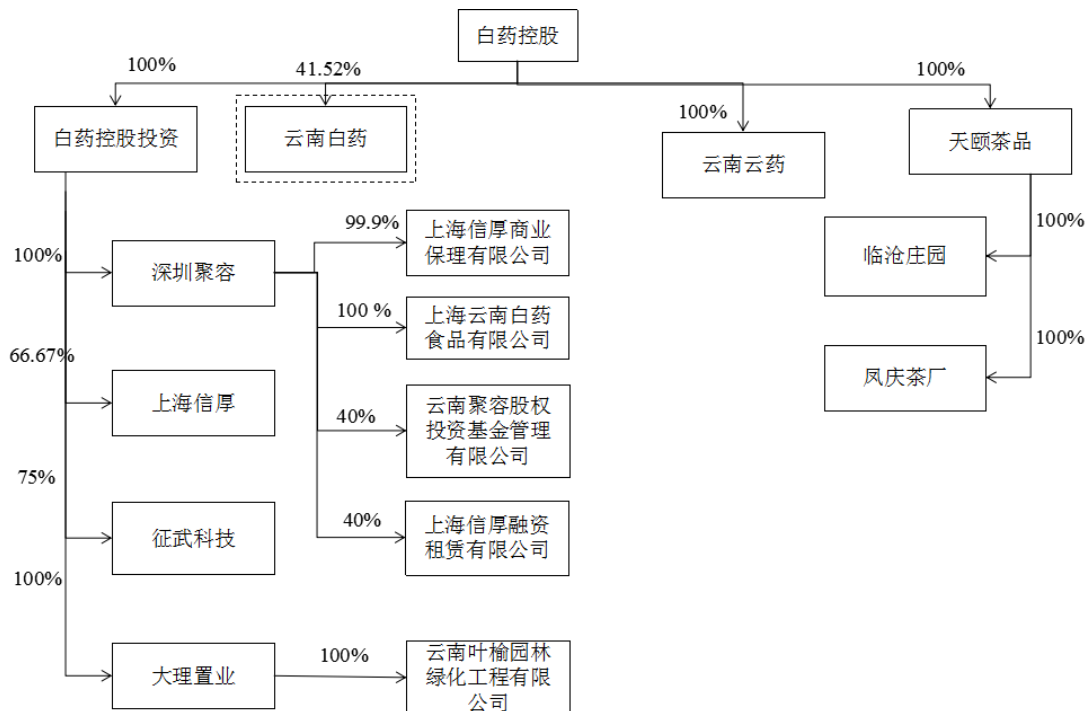 白药控股
100%
41.52%
100%
100%
白药控股投资
云南白药
云南云药
天颐茶品
100%
深圳聚容
99.9%
上海信厚商业
保理有限公司
100 %
上海云南白药
食品有限公司
40%
云南聚容股权
投资基金管理
有限公司
40%
上海信厚融资
租赁有限公司
66.67%
上海信厚
75%
征武科技
100%
大理置业
100%
云南叶榆园林
绿化工程有限
公司
100%
临沧庄园
100%
凤庆茶厂